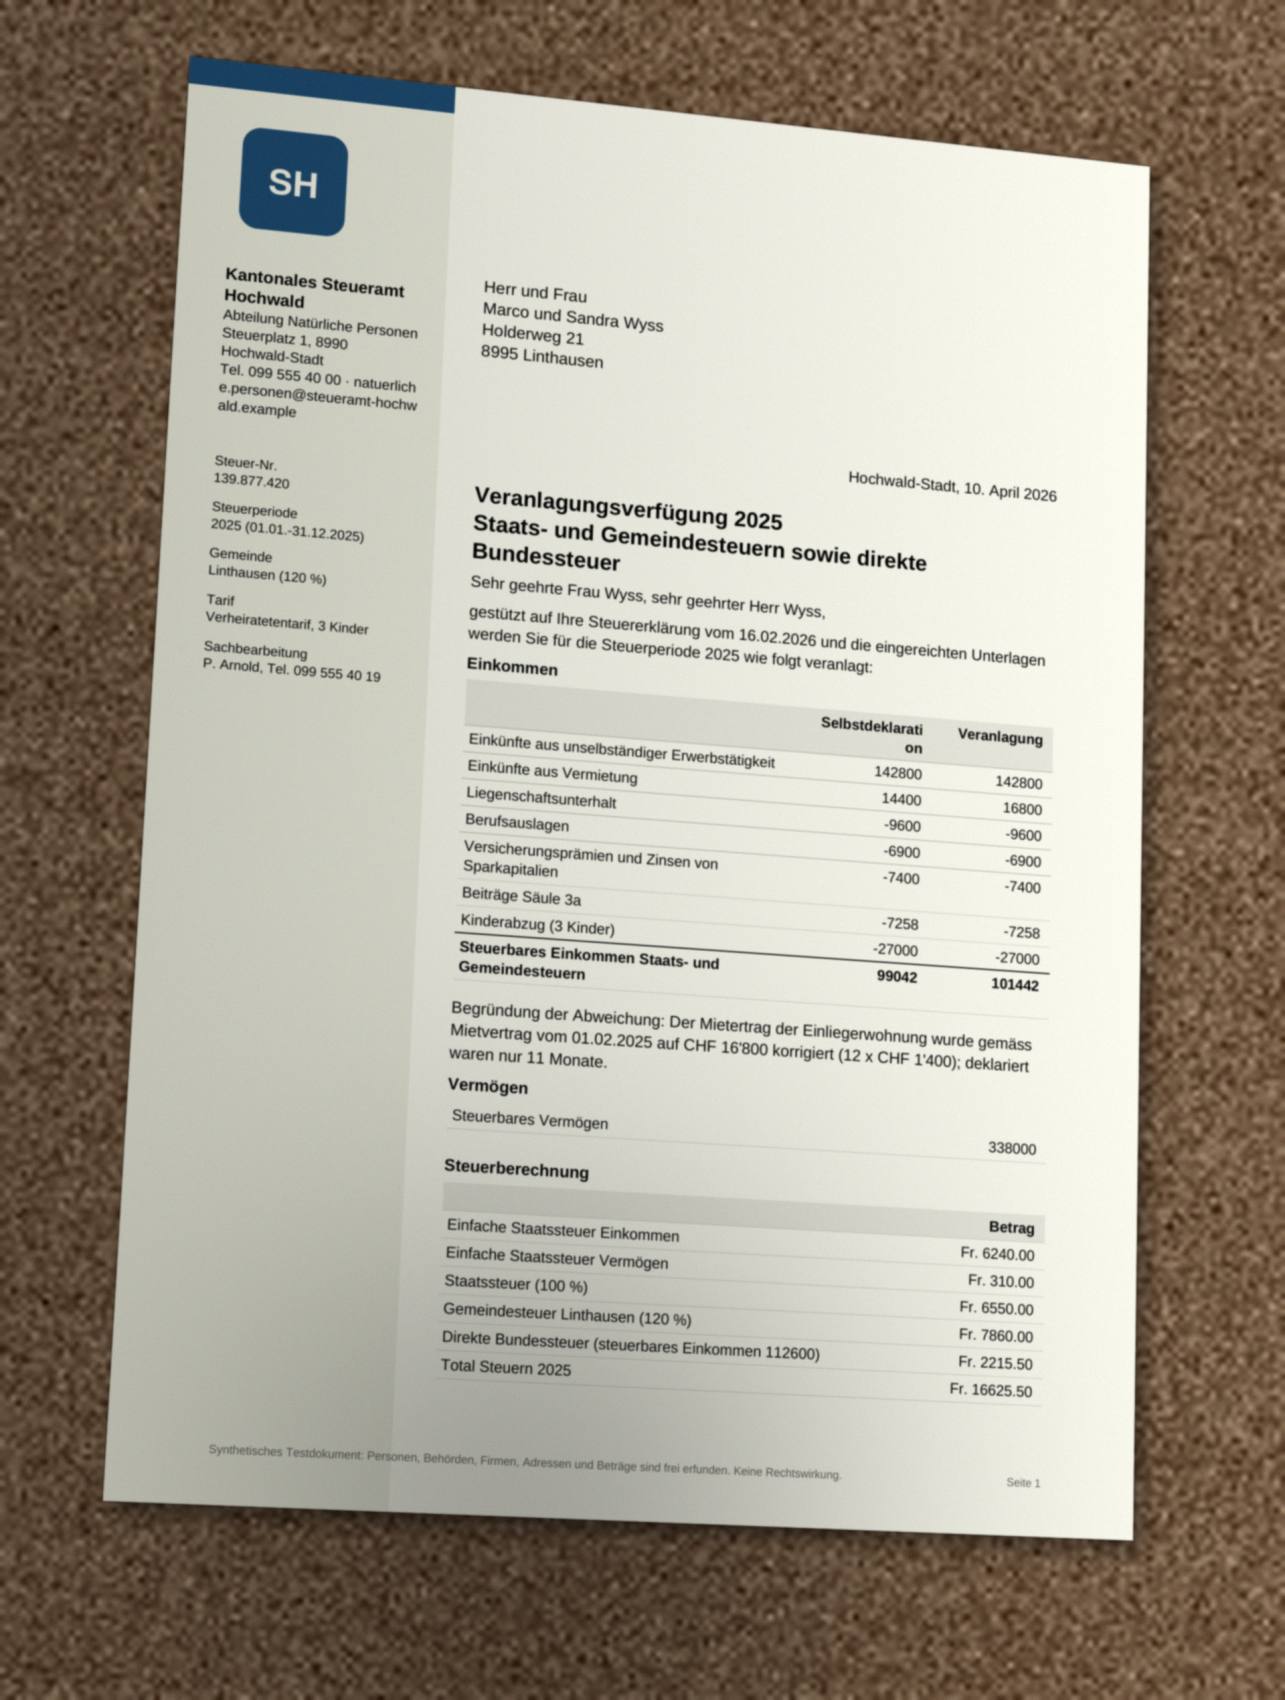 SH
Kantonales Steueramt
Hochwald
Abteilung Natürliche Personen
Steuerplatz 1, 8990
Hochwald-Stadt
Tel. 099 555 40 00 · natuerlich
e.personen@steueramt-hochw
ald.example
Steuer-Nr.
139.877.420
Steuerperiode
2025 (01.01.-31.12.2025)
Gemeinde
Linthausen (120 %)
Tarif
Verheiratetentarif, 3 Kinder
Sachbearbeitung
P. Arnold, Tel. 099 555 40 19
Herr und Frau
Marco und Sandra Wyss
Holderweg 21
8995 Linthausen
Hochwald-Stadt, 10. April 2026
Veranlagungsverfügung 2025
Staats- und Gemeindesteuern sowie direkte
Bundessteuer
Sehr geehrte Frau Wyss, sehr geehrter Herr Wyss,
gestützt auf Ihre Steuererklärung vom 16.02.2026 und die eingereichten Unterlagen
werden Sie für die Steuerperiode 2025 wie folgt veranlagt:
Einkommen
Selbstdeklarati
on
Veranlagung
Einkünfte aus unselbständiger Erwerbstätigkeit 142800 142800
Einkünfte aus Vermietung 14400 16800
Liegenschaftsunterhalt -9600 -9600
Berufsauslagen -6900 -6900
Versicherungsprämien und Zinsen von
Sparkapitalien -7400 -7400
Beiträge Säule 3a -7258 -7258
Kinderabzug (3 Kinder) -27000 -27000
Steuerbares Einkommen Staats- und
Gemeindesteuern 99042 101442
Begründung der Abweichung: Der Mietertrag der Einliegerwohnung wurde gemäss
Mietvertrag vom 01.02.2025 auf CHF 16'800 korrigiert (12 x CHF 1'400); deklariert
waren nur 11 Monate.
Vermögen
Steuerbares Vermögen 338000
Steuerberechnung
Betrag
Einfache Staatssteuer Einkommen Fr. 6240.00
Einfache Staatssteuer Vermögen Fr. 310.00
Staatssteuer (100 %) Fr. 6550.00
Gemeindesteuer Linthausen (120 %) Fr. 7860.00
Direkte Bundessteuer (steuerbares Einkommen 112600) Fr. 2215.50
Total Steuern 2025 Fr. 16625.50
Synthetisches Testdokument: Personen, Behörden, Firmen, Adressen und Beträge sind frei erfunden. Keine Rechtswirkung.
Seite 1